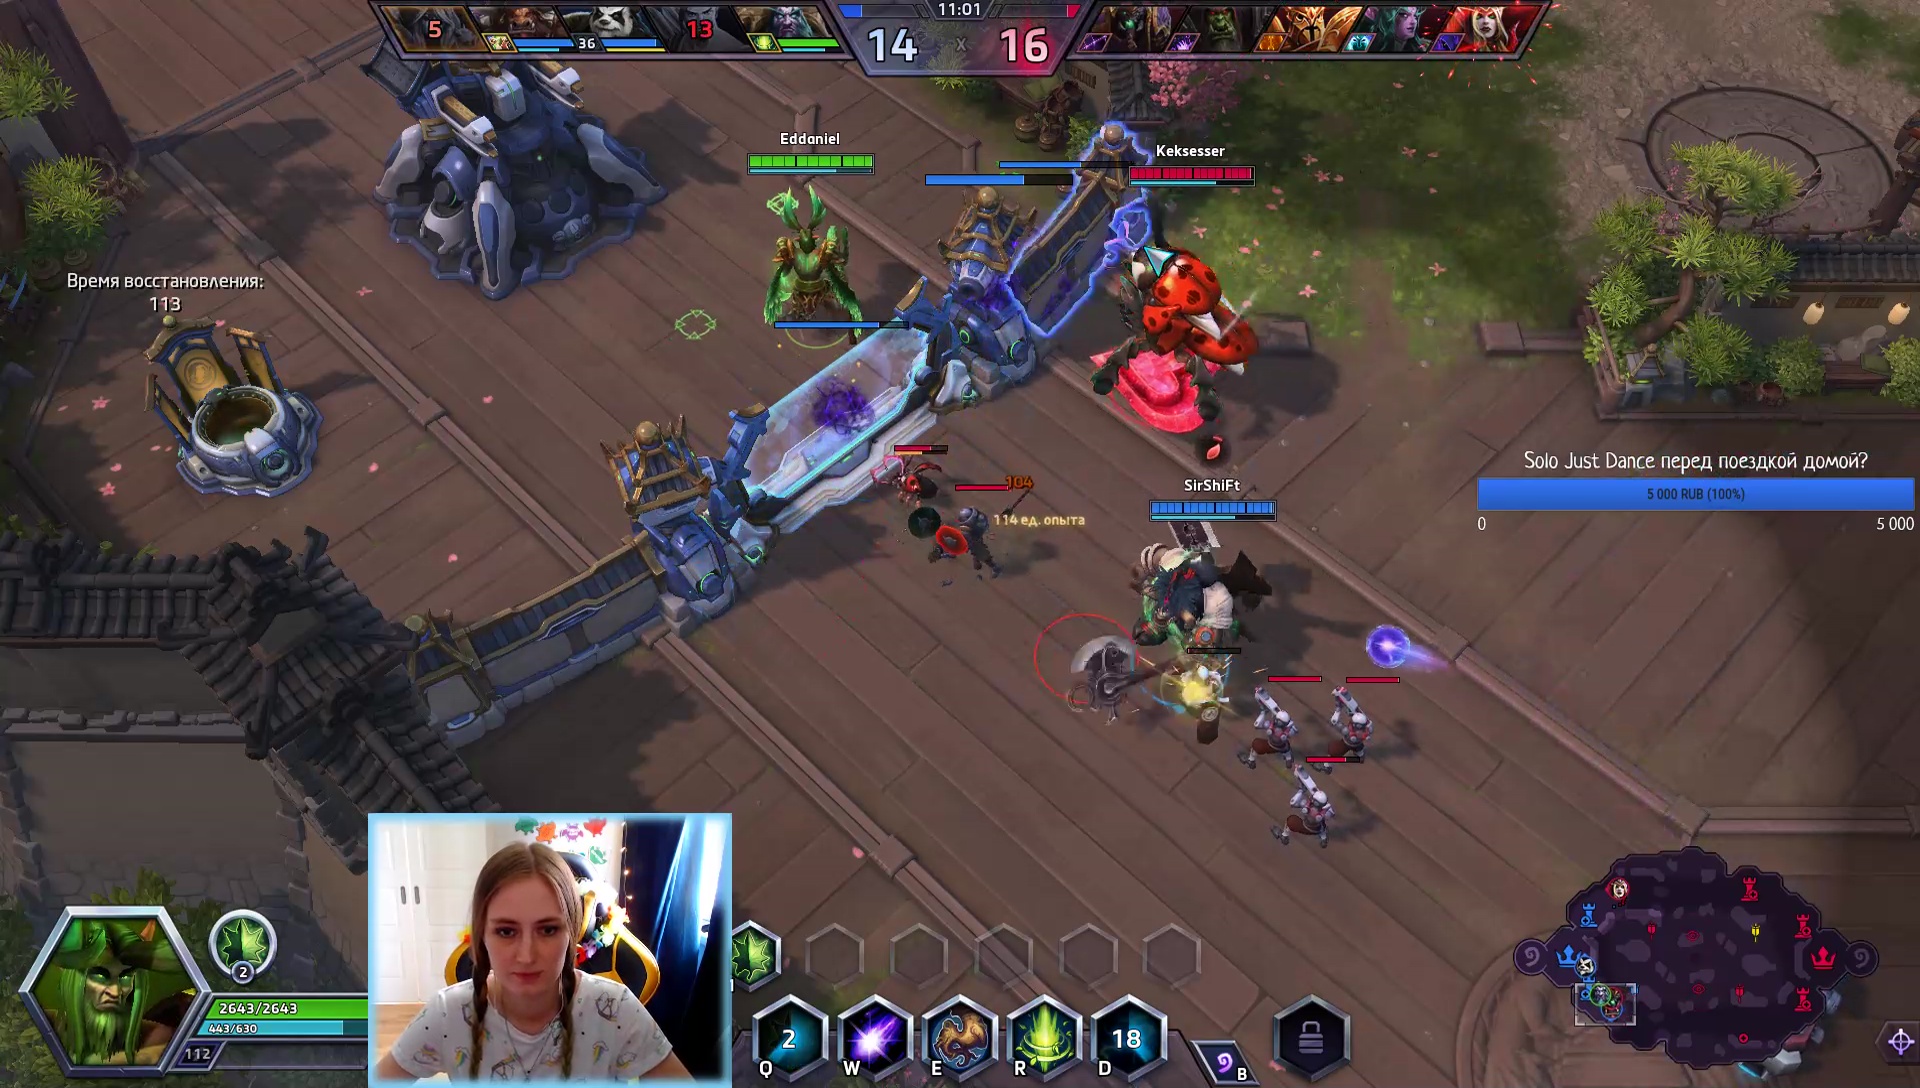 5
36
13
14
11:01
x
16
Eddaniel
Keksesser
Время восстановления:
113
Solo Just Dance перед поездкой домой?
5 000 RUB (100%)
0
5 000
SirShiFt
104
114 ед. опыта
2
2643/2643
443/630
112
2
18
Q
W
E
R
D
B